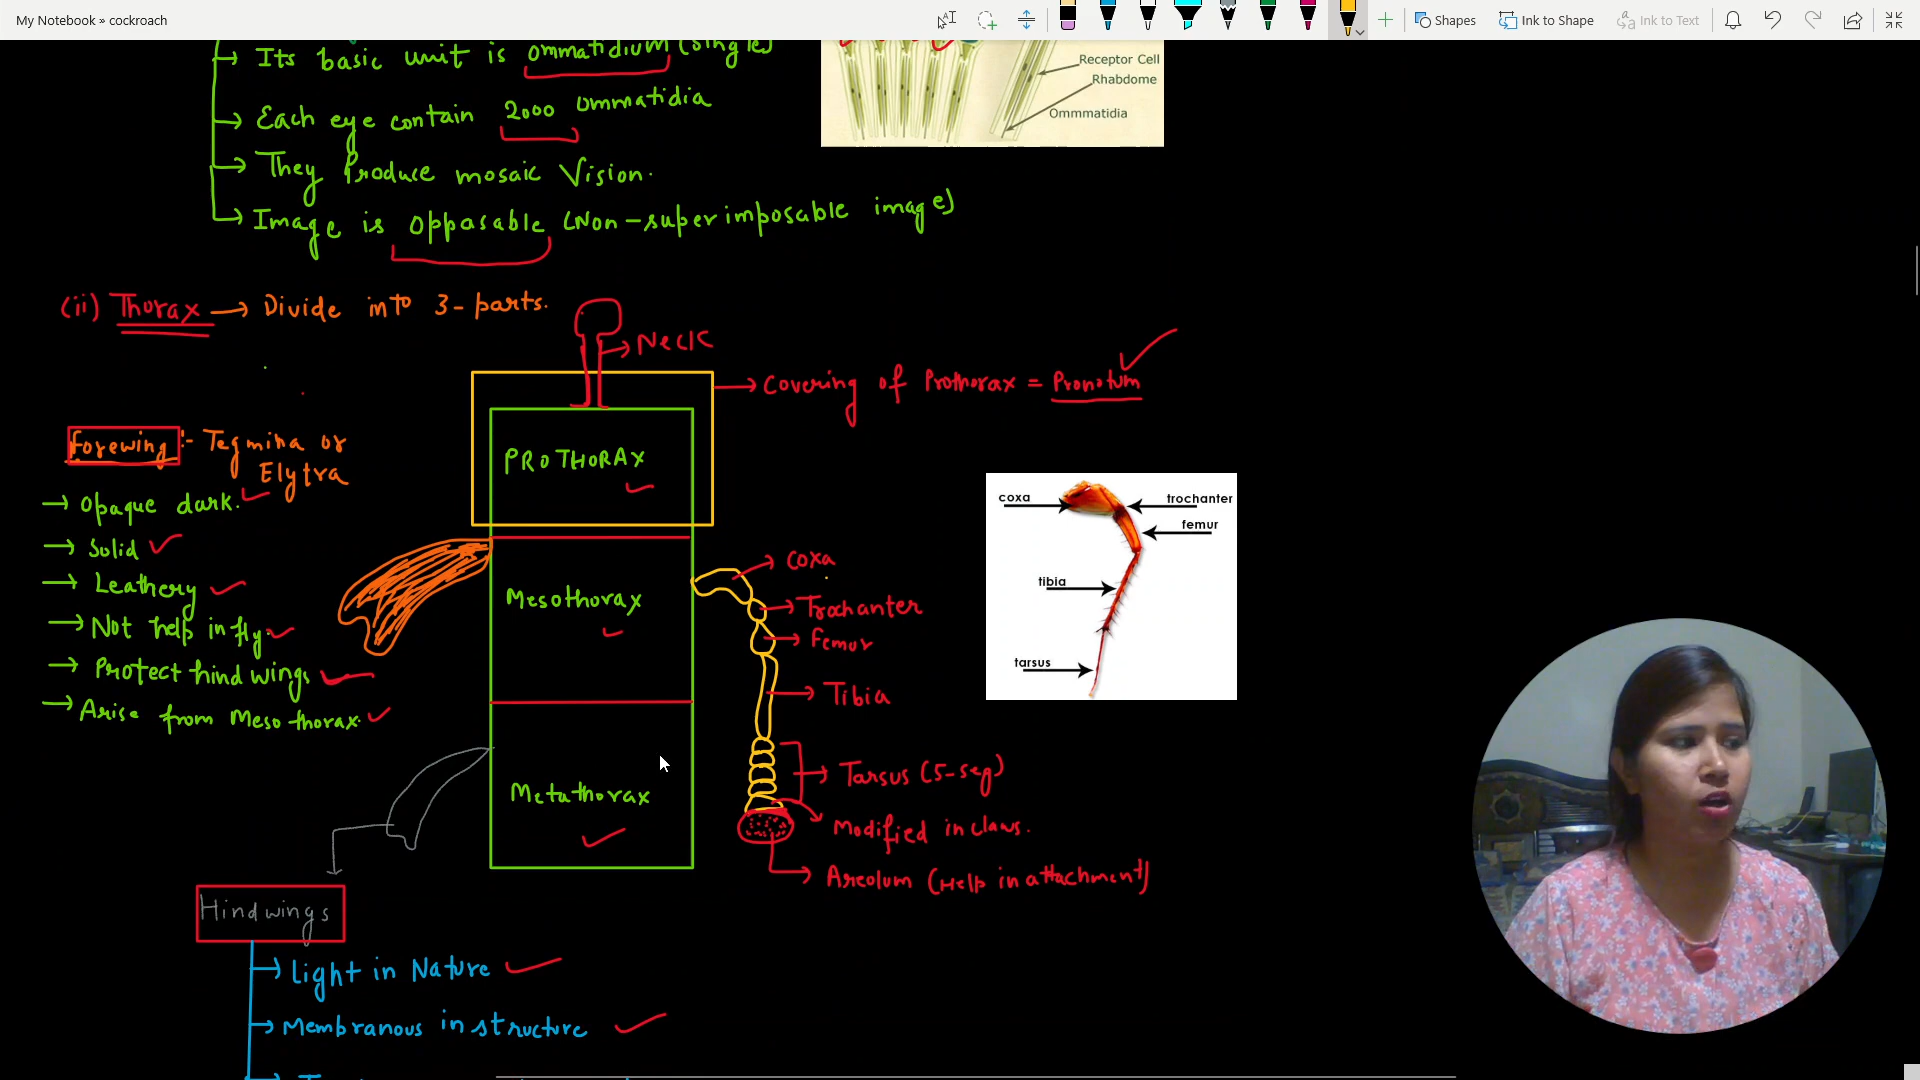 My Notebook » cockroach
Shapes
Ink to Shape
Ink to Text
→ Its basic unit is ommatidium (single)
→ Each eye contain 2000 ommatidia
→ They Produce mosaic Vision.
→ Image is oppasable (Non-superimposable image)
Receptor Cell
Rhabdome
Ommmatidia
(ii) Thorax → Divide into 3-parts.
→ Neck
→ Covering of Prothorax = Pronotum
Forewing :- Tegmina or
Elytra
→ Opaque dark.
→ Solid
→ Leathery
→ Not help in fly.
→ Protect hind wings
→ Arise from Mesothorax.
PROTHORAx
Mesothorax
Metathorax
→ Coxa
→ Trochanter
→ Femur
→ Tibia
→ Tarsus (5-seg)
Modified in claws.
→ Areolum (Help in attachment)
coxa
trochanter
femur
tibia
tarsus
Hindwings
→ Light in Nature
→ Membranous in structure